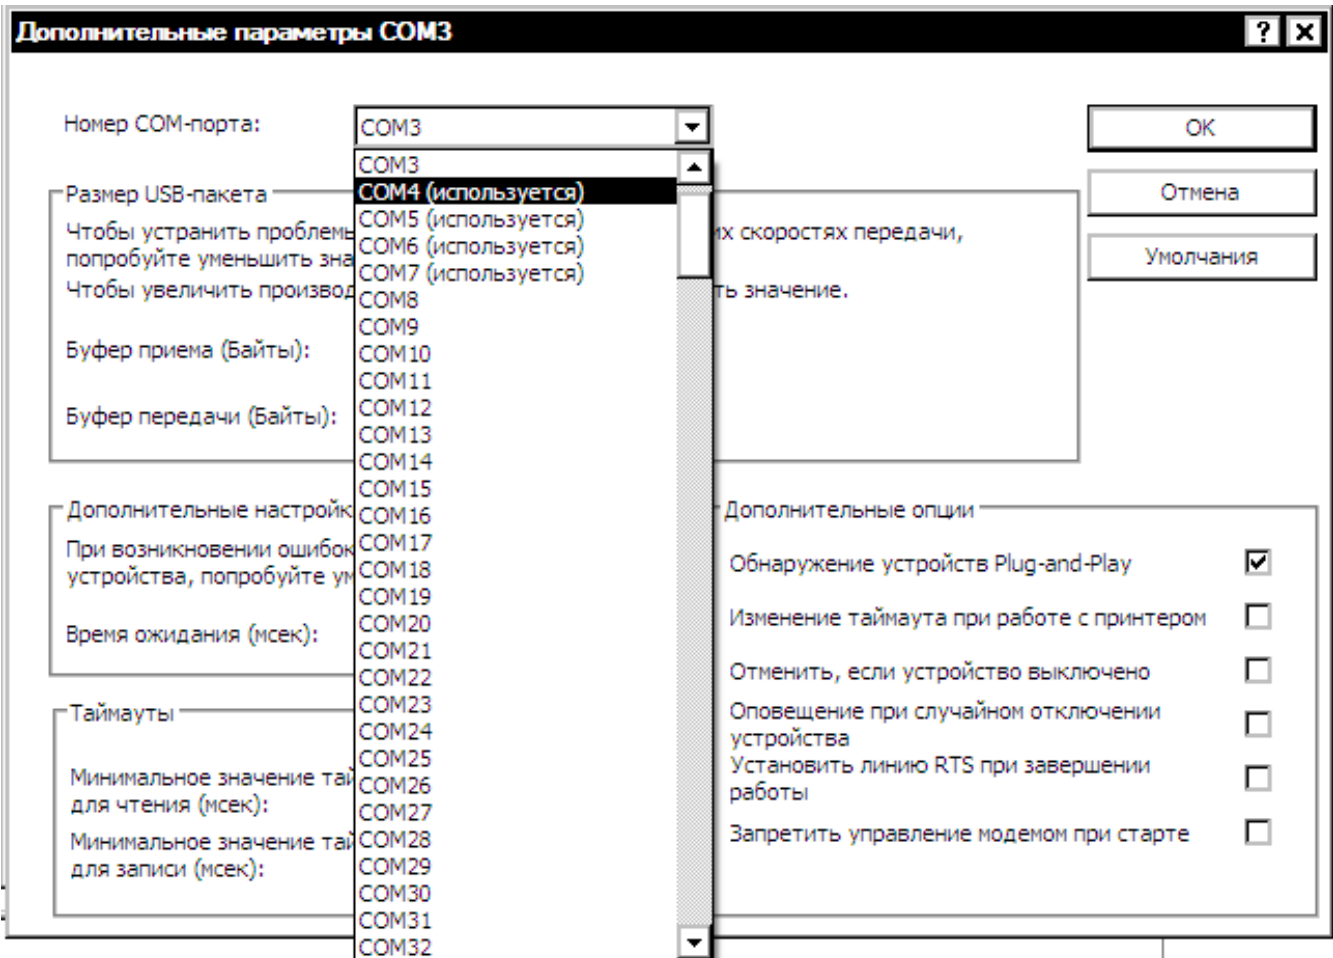 Дополнительные параметры COM3
?
Номер COM-порта:
COM3
OK
Отмена
Умолчания
COM3
COM4 (используется)
COM5 (используется)
COM6 (используется)
COM7 (используется)
COM8
COM9
COM10
COM11
COM12
COM13
COM14
COM15
COM16
COM17
COM18
COM19
COM20
COM21
COM22
COM23
COM24
COM25
COM26
COM27
COM28
COM29
COM30
COM31
COM32
Размер USB-пакета
Чтобы устранить проблемы их скоростях передачи,
попробуйте уменьшить зна
Чтобы увеличить производ ть значение.
Буфер приема (Байты):
Буфер передачи (Байты):
Дополнительные настройк
При возникновении ошибок
устройства, попробуйте ум
Время ожидания (мсек):
Таймауты
Минимальное значение тай
для чтения (мсек):
Минимальное значение тай
для записи (мсек):
Дополнительные опции
Обнаружение устройств Plug-and-Play
Изменение таймаута при работе с принтером
Отменить, если устройство выключено
Оповещение при случайном отключении
устройства
Установить линию RTS при завершении
работы
Запретить управление модемом при старте